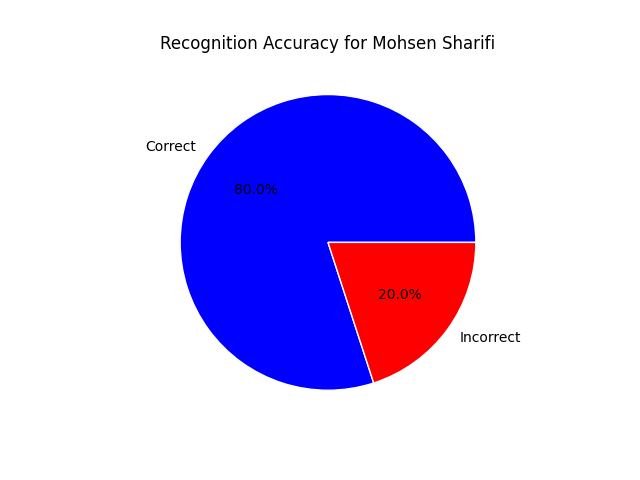 Recognition Accuracy for Mohsen Sharifi
Correct
80.0%
20.0%
Incorrect